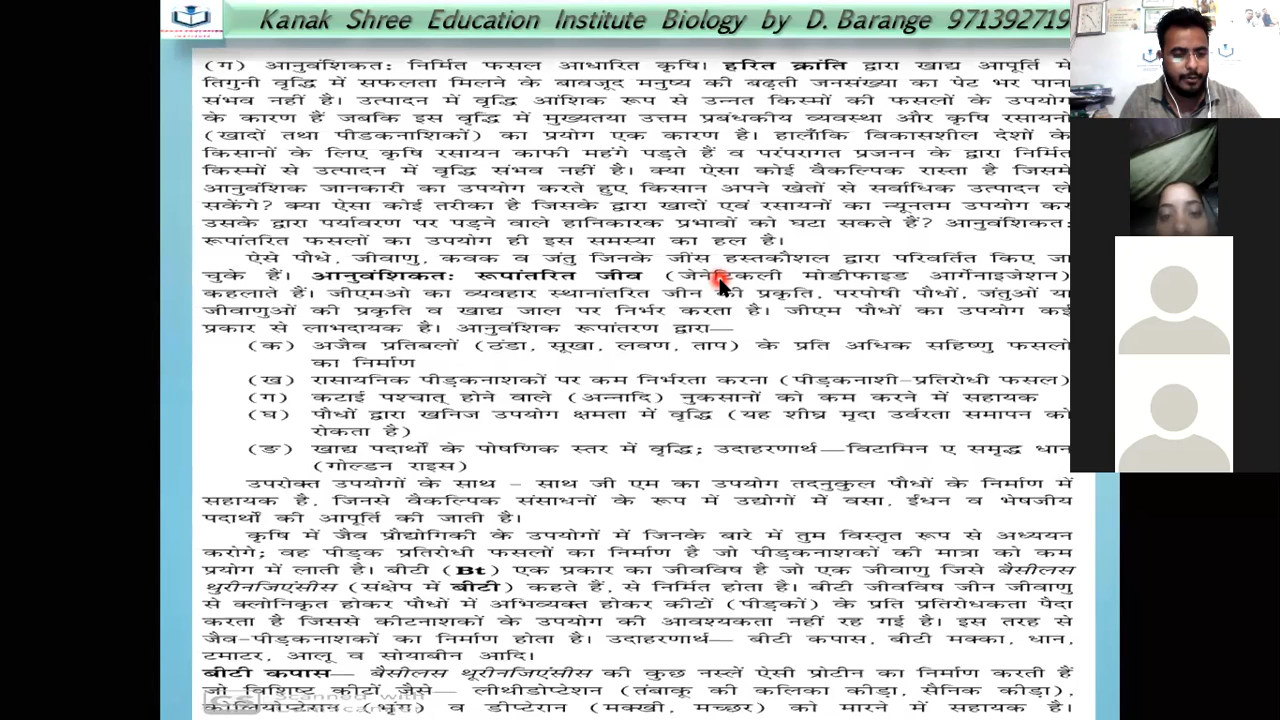 Kanak Shree Education Institute Biology by D. Barange 971392719
(ग) आनुवंशिकतः निर्मित फसल आधारित कृषि। हरित क्रांति द्वारा खाद्य आपूर्ति में
तिगुनी वृद्धि में सफलता मिलने के बावजूद मनुष्य की बढ़ती जनसंख्या का पेट भर पाना
संभव नहीं है। उत्पादन में वृद्धि आंशिक रूप से उन्नत किस्मों की फसलों के उपयोग
के कारण हैं जबकि इस वृद्धि में मुख्यतया उत्तम प्रबंधकीय व्यवस्था और कृषि रसायनों
(खादों तथा पीडकनाशिकों) का प्रयोग एक कारण है। हालाँकि विकासशील देशों के
किसानों के लिए कृषि रसायन काफी महंगे पड़ते हैं व परंपरागत प्रजनन के द्वारा निर्मित
किस्मों से उत्पादन में वृद्धि संभव नहीं है। क्या ऐसा कोई वैकल्पिक रास्ता है जिसमें
आनुवंशिक जानकारी का उपयोग करते हुए किसान अपने खेतों से सर्वाधिक उत्पादन ले
सकेंगे? क्या ऐसा कोई तरीका है जिसके द्वारा खादों एवं रसायनों का न्यूनतम उपयोग कर
उसके द्वारा पर्यावरण पर पड़ने वाले हानिकारक प्रभावों को घटा सकते हैं? आनुवंशिकतः
रूपांतरित फसलों का उपयोग ही इस समस्या का हल है।
ऐसे पौधे, जीवाणु, कवक व जंतु जिनके जींस हस्तकौशल द्वारा परिवर्तित किए जा
चुके हैं। आनुवंशिकतः रूपांतरित जीव (जेनेटिकली मोडीफाइड आर्गेनाइजेशन)
कहलाते हैं। जीएमओ का व्यवहार स्थानांतरित जीन की प्रकृति, परपोषी पौधों, जंतुओं या
जीवाणुओं की प्रकृति व खाद्य जाल पर निर्भर करता है। जीएम पौधों का उपयोग कई
प्रकार से लाभदायक है। आनुवंशिक रूपांतरण द्वारा—
(क) अजैव प्रतिबलों (ठंडा, सूखा, लवण, ताप) के प्रति अधिक सहिष्णु फसलों
का निर्माण
(ख) रासायनिक पीड़कनाशकों पर कम निर्भरता करना (पीड़कनाशी-प्रतिरोधी फसल)
(ग) कटाई पश्चात् होने वाले (अन्नादि) नुकसानों को कम करने में सहायक
(घ) पौधों द्वारा खनिज उपयोग क्षमता में वृद्धि (यह शीघ्र मृदा उर्वरता समापन को
रोकता है)
(ङ) खाद्य पदार्थों के पोषणिक स्तर में वृद्धि; उदाहरणार्थ—विटामिन ए समृद्ध धान
(गोल्डन राइस)
उपरोक्त उपयोगों के साथ - साथ जी एम का उपयोग तदनुकुल पौधों के निर्माण में
सहायक है, जिनसे वैकल्पिक संसाधनों के रूप में उद्योगों में वसा, ईंधन व भेषजीय
पदार्थों की आपूर्ति की जाती है।
कृषि में जैव प्रौद्योगिकी के उपयोगों में जिनके बारे में तुम विस्तृत रूप से अध्ययन
करोगे; वह पीड़क प्रतिरोधी फसलों का निर्माण है जो पीड़कनाशकों की मात्रा को कम
प्रयोग में लाती है। बीटी (Bt) एक प्रकार का जीवविष है जो एक जीवाणु जिसे बैसीलस
थुरीनजिएंसीस (संक्षेप में बीटी) कहते हैं, से निर्मित होता है। बीटी जीवविष जीन जीवाणु
से क्लोनिकृत होकर पौधों में अभिव्यक्त होकर कीटों (पीड़कों) के प्रति प्रतिरोधकता पैदा
करता है जिससे कीटनाशकों के उपयोग की आवश्यकता नहीं रह गई है। इस तरह से
जैव-पीड़कनाशकों का निर्माण होता है। उदाहरणार्थ— बीटी कपास, बीटी मक्का, धान,
टमाटर, आलू व सोयाबीन आदि।
बीटी कपास— बैसीलस थूरीनजिएंसीस की कुछ नस्लें ऐसी प्रोटीन का निर्माण करती हैं
जो विशिष्ट कीटों जैसे— लीथीडोप्टेशन (तंबाकू की कलिका कीड़ा, सैनिक कीड़ा),
कोलियोप्टेरान (भृंग) व डीप्टेरान (मक्खी, मच्छर) को मारने में सहायक है।